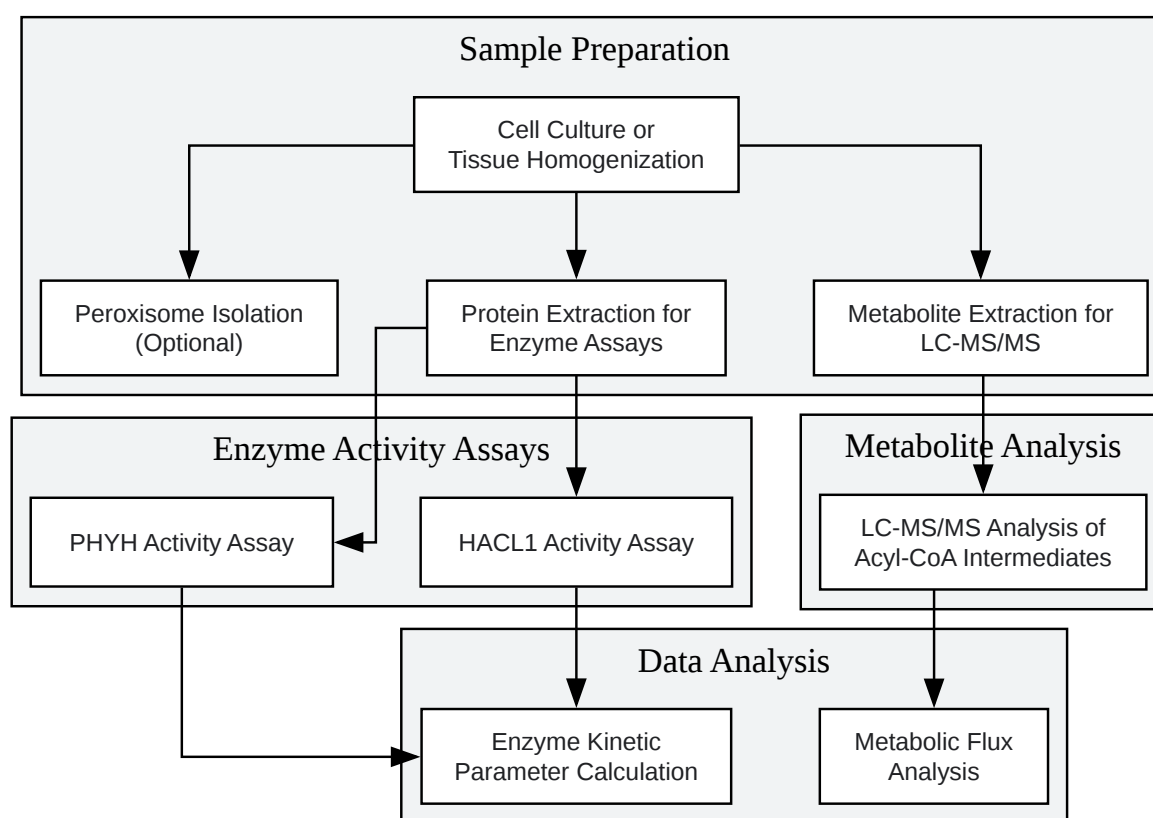 Sample Preparation
Cell Culture or
Tissue Homogenization
Peroxisome Isolation
(Optional)
Protein Extraction for
Enzyme Assays
Metabolite Extraction for
LC-MS/MS
Enzyme Activity Assays
Metabolite Analysis
PHYH Activity Assay
HACL1 Activity Assay
LC-MS/MS Analysis of
Acyl-CoA Intermediates
Data Analysis
Enzyme Kinetic
Parameter Calculation
Metabolic Flux
Analysis